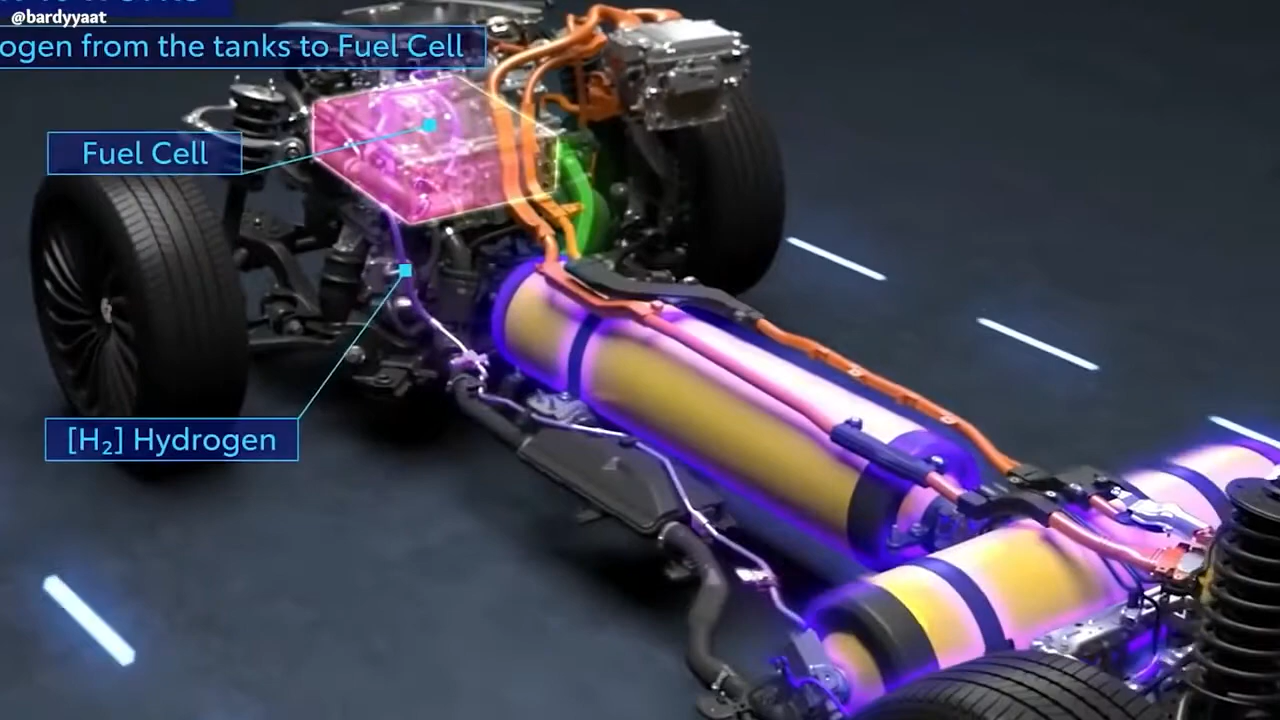 @bardyyaat
ogen from the tanks to Fuel Cell
Fuel Cell
[H₂] Hydrogen